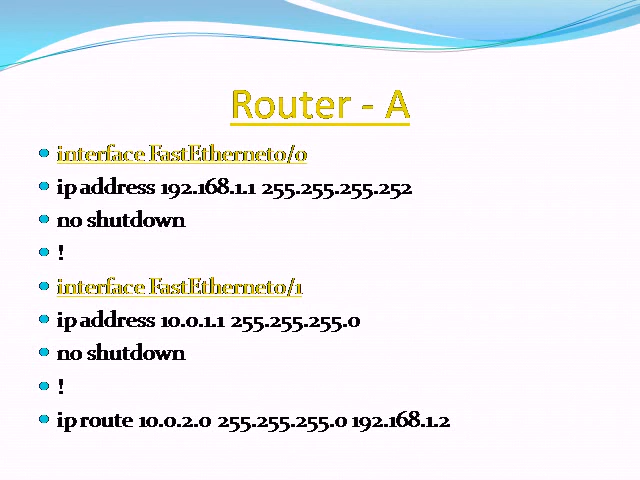 Router - A
interface FastEthernet0/0
ip address 192.168.1.1 255.255.255.252
no shutdown
!
interface FastEthernet0/1
ip address 10.0.1.1 255.255.255.0
no shutdown
!
ip route 10.0.2.0 255.255.255.0 192.168.1.2